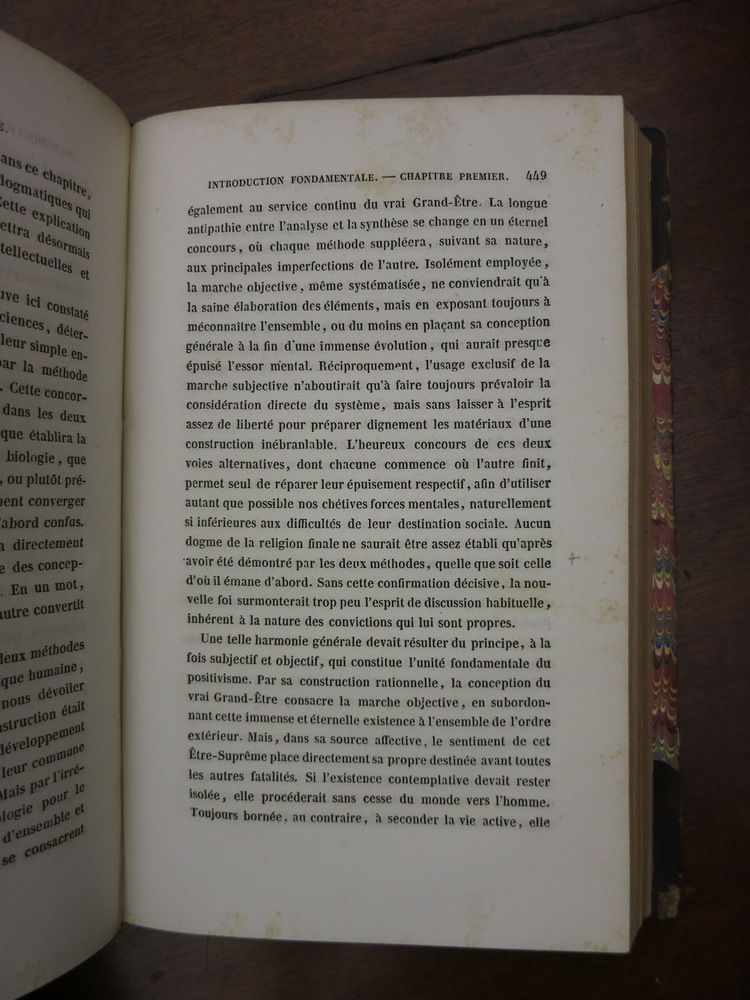 E.
ans ce chapitre,
dogmatiques qui
Cette explication
ettra désormais
tellectuelles et
uve ici constaté
ciences, déter-
leur simple en-
par la méthode
. Cette concor-
dans les deux
que établira la
biologie, que
, ou plutôt pré-
ment converger
d'abord confus.
n directement
e des concep-
. En un mot,
autre convertit
deux méthodes
ique humaine,
nous dévoiler
nstruction était
développement
leur commune
Mais par l'irré-
ologie pour le
d'ensemble et
se consacrent
INTRODUCTION FONDAMENTALE. — CHAPITRE PREMIER. 449
également au service continu du vrai Grand-Être. La longue
antipathie entre l'analyse et la synthèse se change en un éternel
concours, où chaque méthode suppléera, suivant sa nature,
aux principales imperfections de l'autre. Isolément employée,
la marche objective, même systématisée, ne conviendrait qu'à
la saine élaboration des éléments, mais en exposant toujours à
méconnaître l'ensemble, ou du moins en plaçant sa conception
générale à la fin d'une immense évolution, qui aurait presque
épuisé l'essor mental. Réciproquement, l'usage exclusif de la
marche subjective n'aboutirait qu'à faire toujours prévaloir la
considération directe du système, mais sans laisser à l'esprit
assez de liberté pour préparer dignement les matériaux d'une
construction inébranlable. L'heureux concours de ces deux
voies alternatives, dont chacune commence où l'autre finit,
permet seul de réparer leur épuisement respectif, afin d'utiliser
autant que possible nos chétives forces mentales, naturellement
si inférieures aux difficultés de leur destination sociale. Aucun
dogme de la religion finale ne saurait être assez établi qu'après
avoir été démontré par les deux méthodes, quelle que soit celle
d'où il émane d'abord. Sans cette confirmation décisive, la nou-
velle foi surmonterait trop peu l'esprit de discussion habituelle,
inhérent à la nature des convictions qui lui sont propres.
Une telle harmonie générale devait résulter du principe, à la
fois subjectif et objectif, qui constitue l'unité fondamentale du
positivisme. Par sa construction rationnelle, la conception du
vrai Grand-Être consacre la marche objective, en subordon-
nant cette immense et éternelle existence à l'ensemble de l'ordre
extérieur. Mais, dans sa source affective, le sentiment de cet
Être-Suprême place directement sa propre destinée avant toutes
les autres fatalités. Si l'existence contemplative devait rester
isolée, elle procéderait sans cesse du monde vers l'homme.
Toujours bornée, au contraire, à seconder la vie active, elle